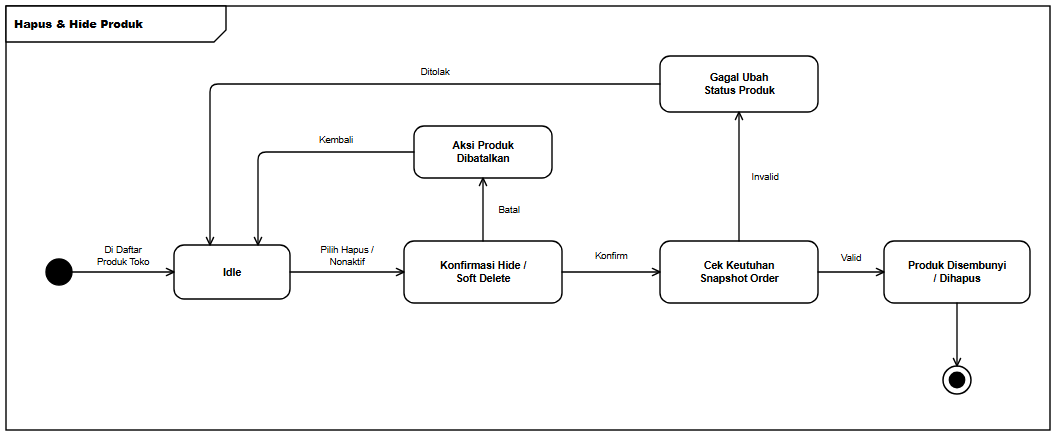 Hapus & Hide Produk
Ditolak
Gagal Ubah
Status Produk
Kembali
Aksi Produk
Dibatalkan
Invalid
Batal
Di Daftar
Produk Toko
Idle
Pilih Hapus /
Nonaktif
Konfirmasi Hide /
Soft Delete
Konfirm
Cek Keutuhan
Snapshot Order
Valid
Produk Disembunyi
/ Dihapus